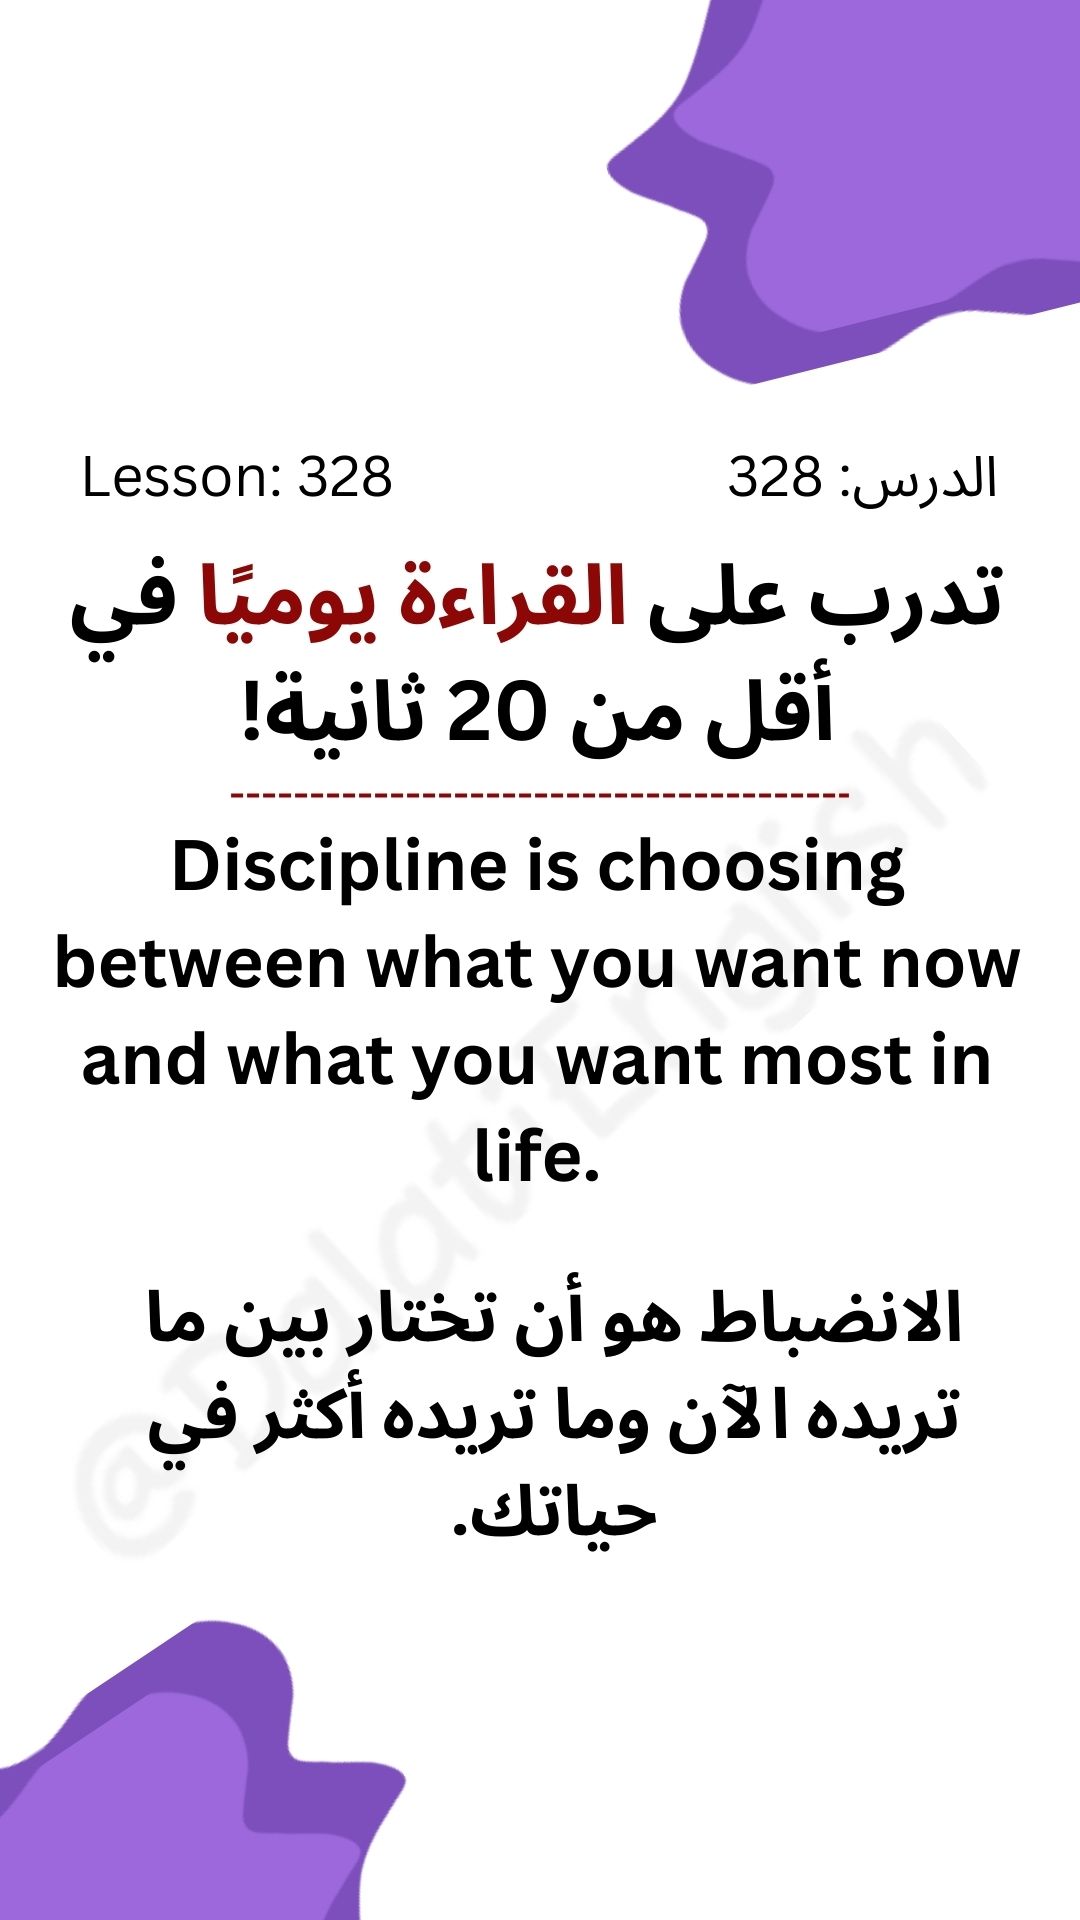 Lesson: 328
الدرس: 328
تدرب على القراءة يوميًا في
أقل من 20 ثانية!
---------------------------------------
Discipline is choosing
between what you want now
and what you want most in
life.
الانضباط هو أن تختار بين ما
تريده الآن وما تريده أكثر في
حياتك.
@Dalati English